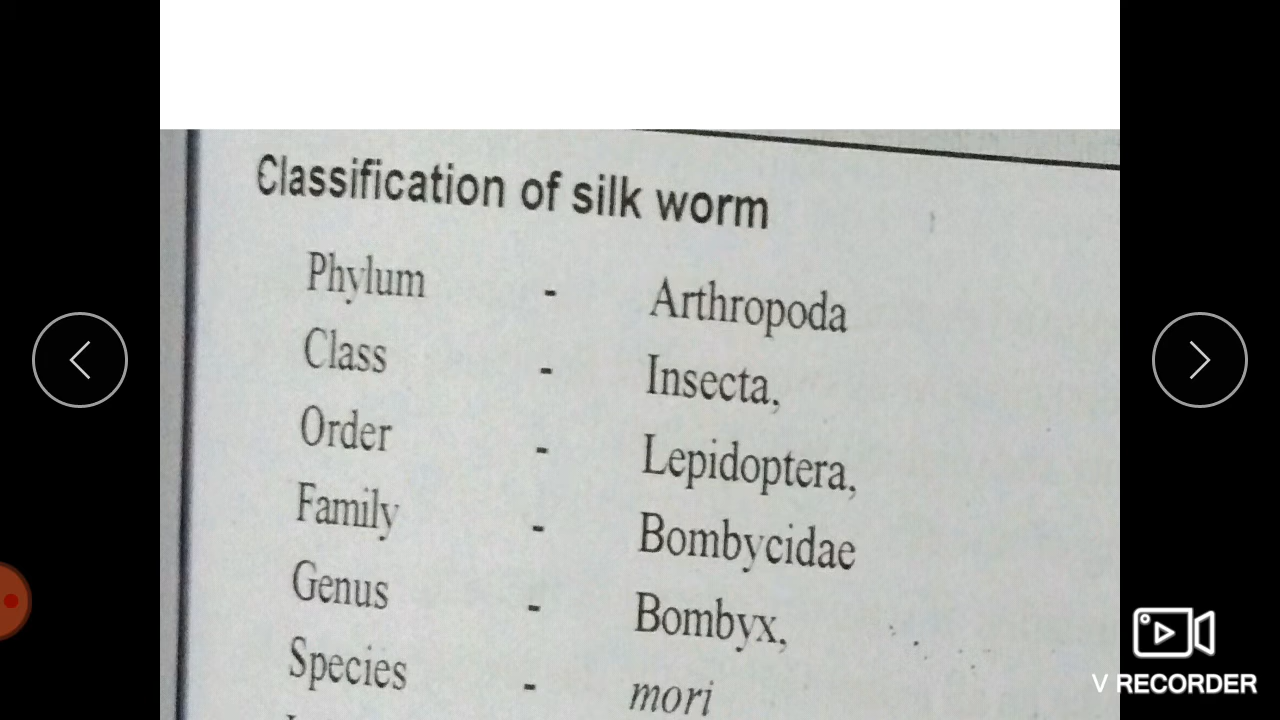 Classification of silk worm
Phylum - Arthropoda
Class - Insecta,
Order - Lepidoptera,
Family - Bombycidae
Genus - Bombyx,
Species - mori
V RECORDER